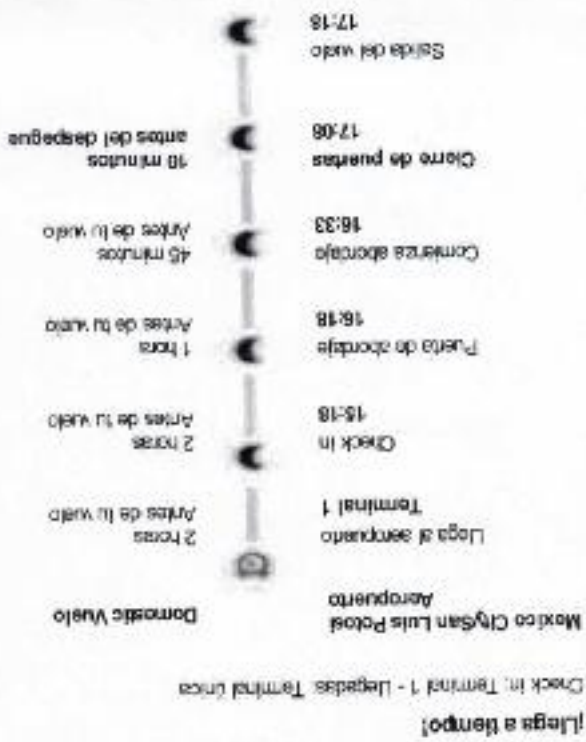 ¡Llega a tiempo!
Check in: Terminal 1 - Llegadas: Terminal única
Mexico CitySan Luis Potosi
Aeropuerto
Domestic Vuelo
Llega al aeropuerto
Terminal 1
2 horas
Antes de tu vuelo
Check in
15:18
2 horas
Antes de tu vuelo
Puerta de abordaje
16:18
1 hora
Antes de tu vuelo
Comienza abordaje
16:33
45 minutos
Antes de tu vuelo
Cierre de puertas
17:08
10 minutos
antes del despegue
Salida del vuelo
17:18